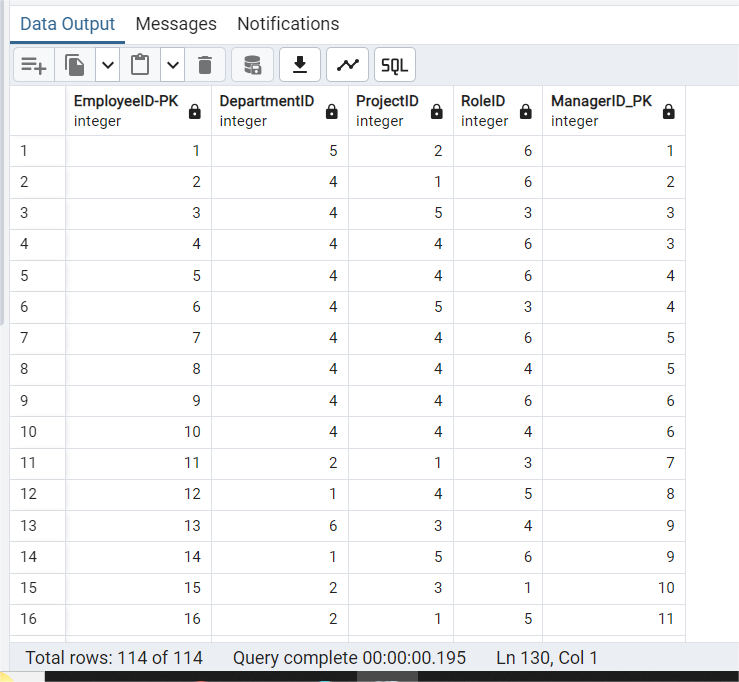 Data Output Messages Notifications
SQL
EmployeeID-PK DepartmentID ProjectID RoleID ManagerID_PK
integer integer integer integer integer
1 1 5 2 6 1
2 2 4 1 6 2
3 3 4 5 3 3
4 4 4 4 6 3
5 5 4 4 6 4
6 6 4 5 3 4
7 7 4 4 6 5
8 8 4 4 4 5
9 9 4 4 6 6
10 10 4 4 4 6
11 11 2 1 3 7
12 12 1 4 5 8
13 13 6 3 4 9
14 14 1 5 6 9
15 15 2 3 1 10
16 16 2 1 5 11
Total rows: 114 of 114 Query complete 00:00:00.195 Ln 130, Col 1